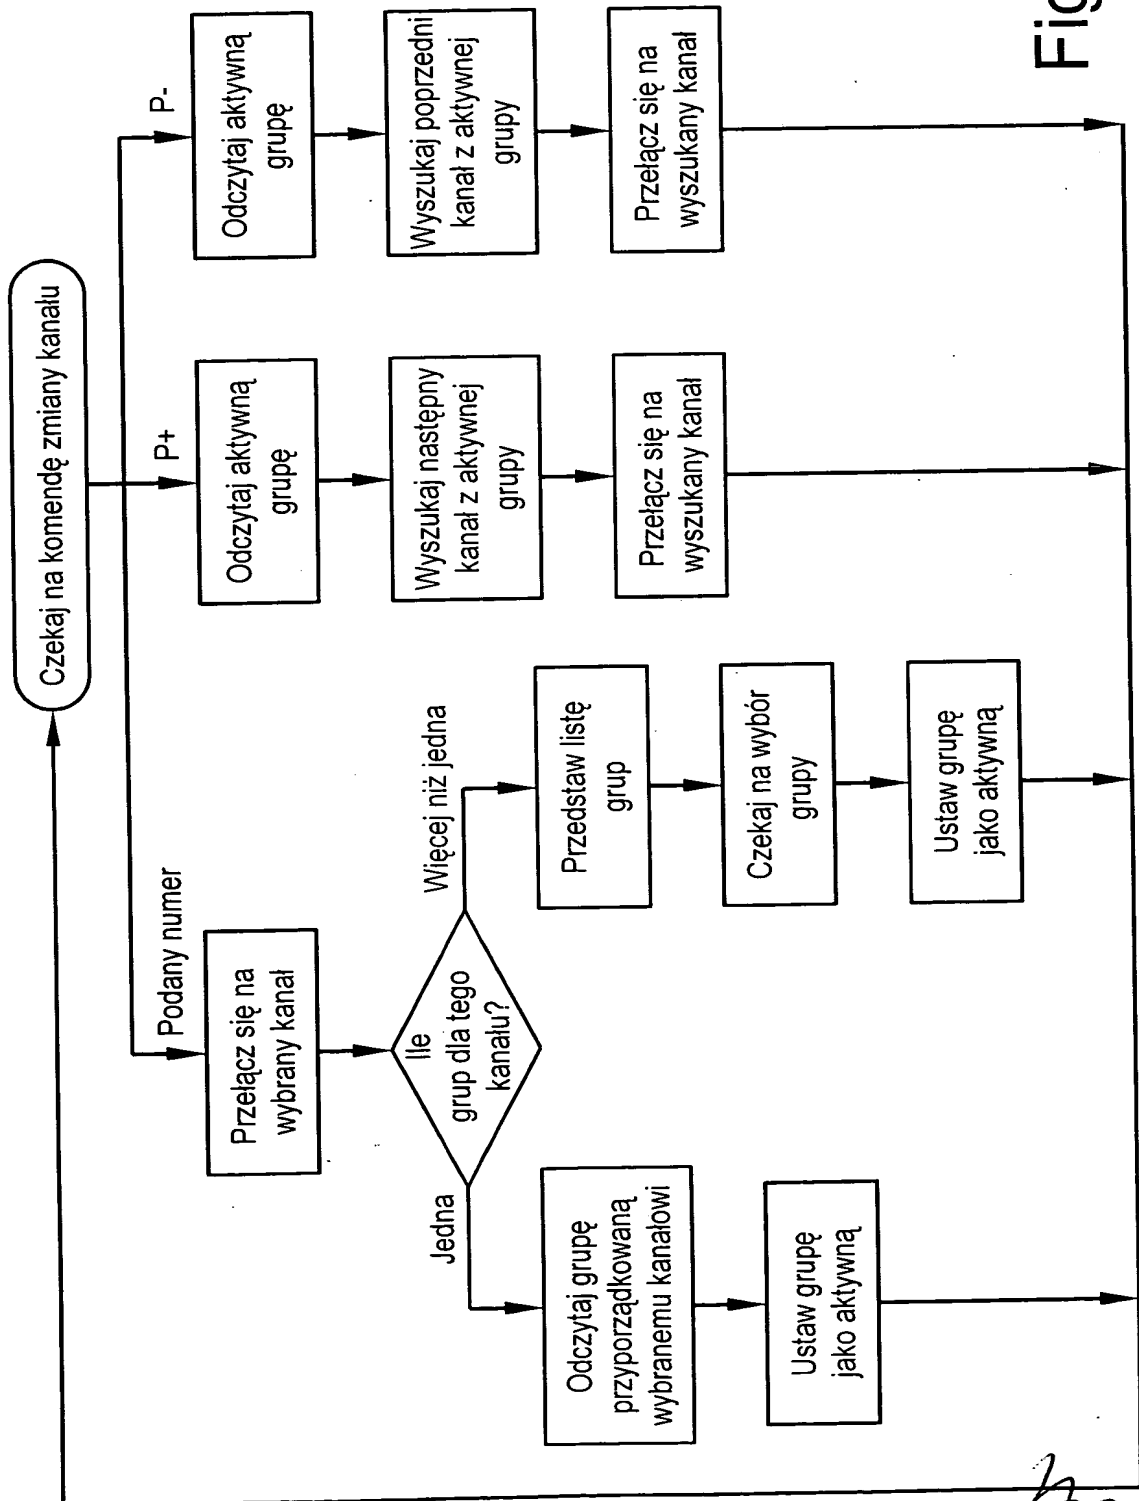 Czekaj na komendę zmiany kanału
Podany numer
P+
P-
Przełącz się na
wybrany kanał
Odczytaj aktywną
grupę
Odczytaj aktywną
grupę
Ile
grup dla tego
kanału?
Wyszukaj następny
kanał z aktywnej
grupy
Wyszukaj poprzedni
kanał z aktywnej
grupy
Jedna
Więcej niż jedna
Odczytaj grupę
przyporządkowaną
wybranemu kanałowi
Przedstaw listę
grup
Przełącz się na
wyszukany kanał
Przełącz się na
wyszukany kanał
Ustaw grupę
jako aktywną
Czekaj na wybór
grupy
Ustaw grupę
jako aktywną